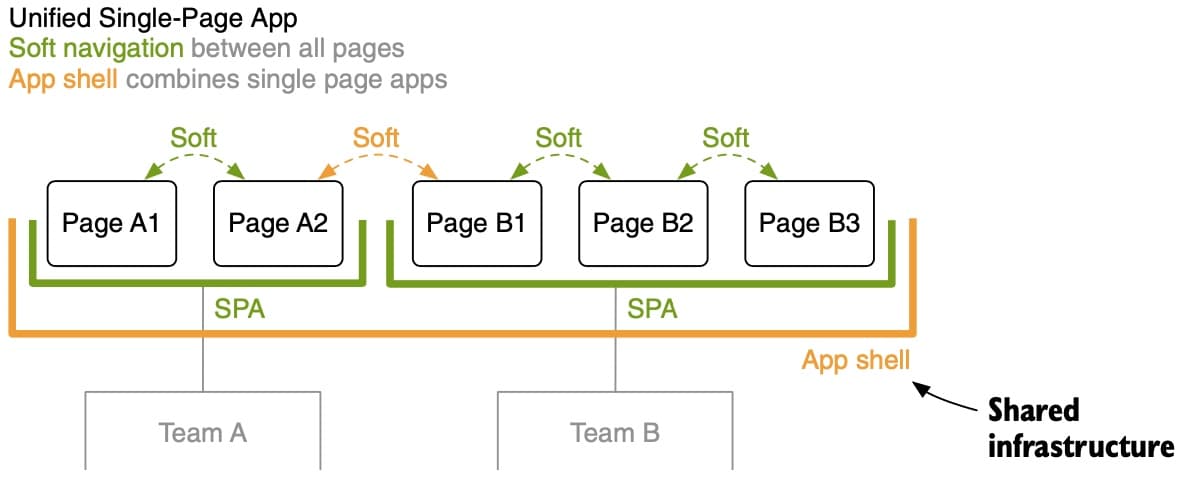 Unified Single-Page App
Soft navigation between all pages
App shell combines single page apps
Soft
Soft
Soft
Soft
Page A1
Page A2
Page B1
Page B2
Page B3
SPA
SPA
App shell
Shared
infrastructure
Team A
Team B